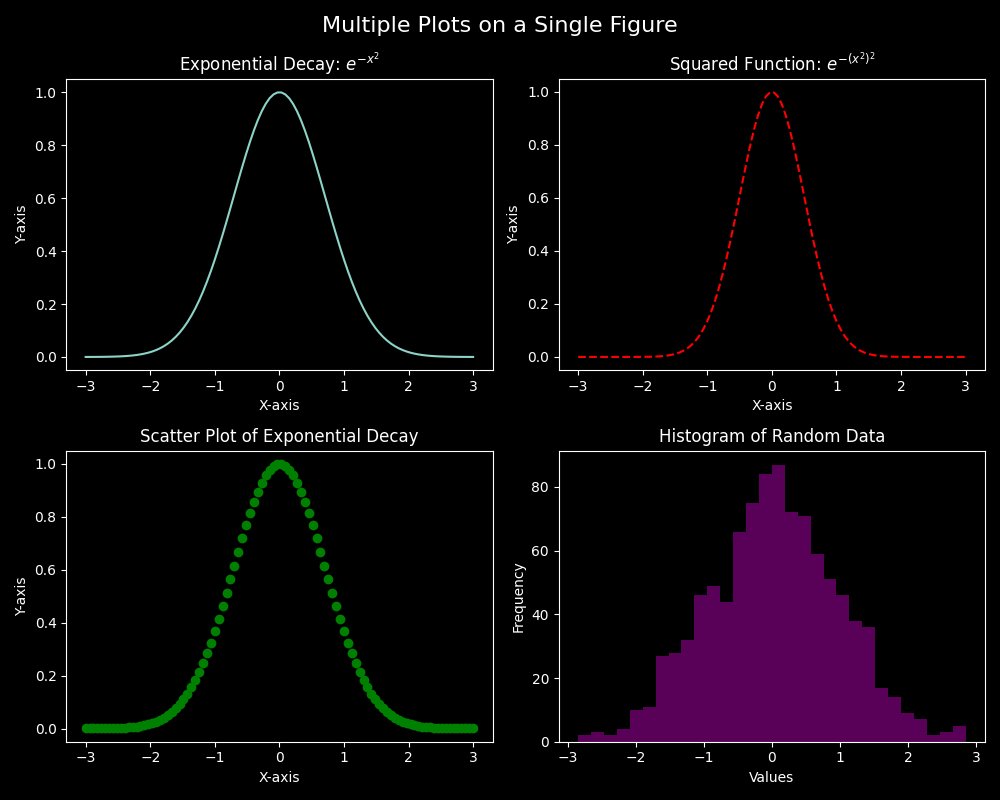 Multiple Plots on a Single Figure
Exponential Decay: $e^{-x^2}$
Y-axis
1.0
0.8
0.6
0.4
0.2
0.0
−3 −2 −1 0 1 2 3
X-axis
Squared Function: $e^{-(x^2)^2}$
Y-axis
1.0
0.8
0.6
0.4
0.2
0.0
−3 −2 −1 0 1 2 3
X-axis
Scatter Plot of Exponential Decay
Y-axis
1.0
0.8
0.6
0.4
0.2
0.0
−3 −2 −1 0 1 2 3
X-axis
Histogram of Random Data
Frequency
80
60
40
20
0
−3 −2 −1 0 1 2 3
Values